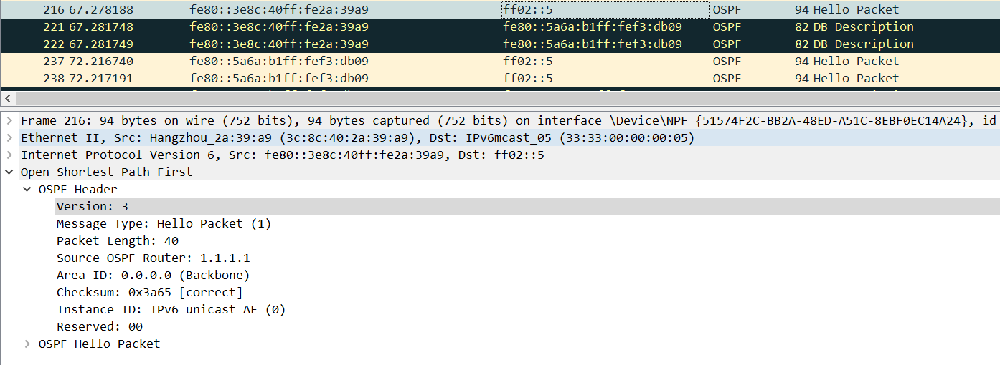 216 67.278188 fe80::3e8c:40ff:fe2a:39a9 ff02::5 OSPF 94 Hello Packet
221 67.281748 fe80::3e8c:40ff:fe2a:39a9 fe80::5a6a:b1ff:fef3:db09 OSPF 82 DB Description
222 67.281749 fe80::3e8c:40ff:fe2a:39a9 fe80::5a6a:b1ff:fef3:db09 OSPF 82 DB Description
237 72.216740 fe80::5a6a:b1ff:fef3:db09 ff02::5 OSPF 94 Hello Packet
238 72.217191 fe80::5a6a:b1ff:fef3:db09 ff02::5 OSPF 94 Hello Packet
Frame 216: 94 bytes on wire (752 bits), 94 bytes captured (752 bits) on interface \Device\NPF_{51574F2C-BB2A-48ED-A51C-8EBF0EC14A24}, id
Ethernet II, Src: Hangzhou_2a:39:a9 (3c:8c:40:2a:39:a9), Dst: IPv6mcast_05 (33:33:00:00:00:05)
Internet Protocol Version 6, Src: fe80::3e8c:40ff:fe2a:39a9, Dst: ff02::5
Open Shortest Path First
OSPF Header
Version: 3
Message Type: Hello Packet (1)
Packet Length: 40
Source OSPF Router: 1.1.1.1
Area ID: 0.0.0.0 (Backbone)
Checksum: 0x3a65 [correct]
Instance ID: IPv6 unicast AF (0)
Reserved: 00
OSPF Hello Packet